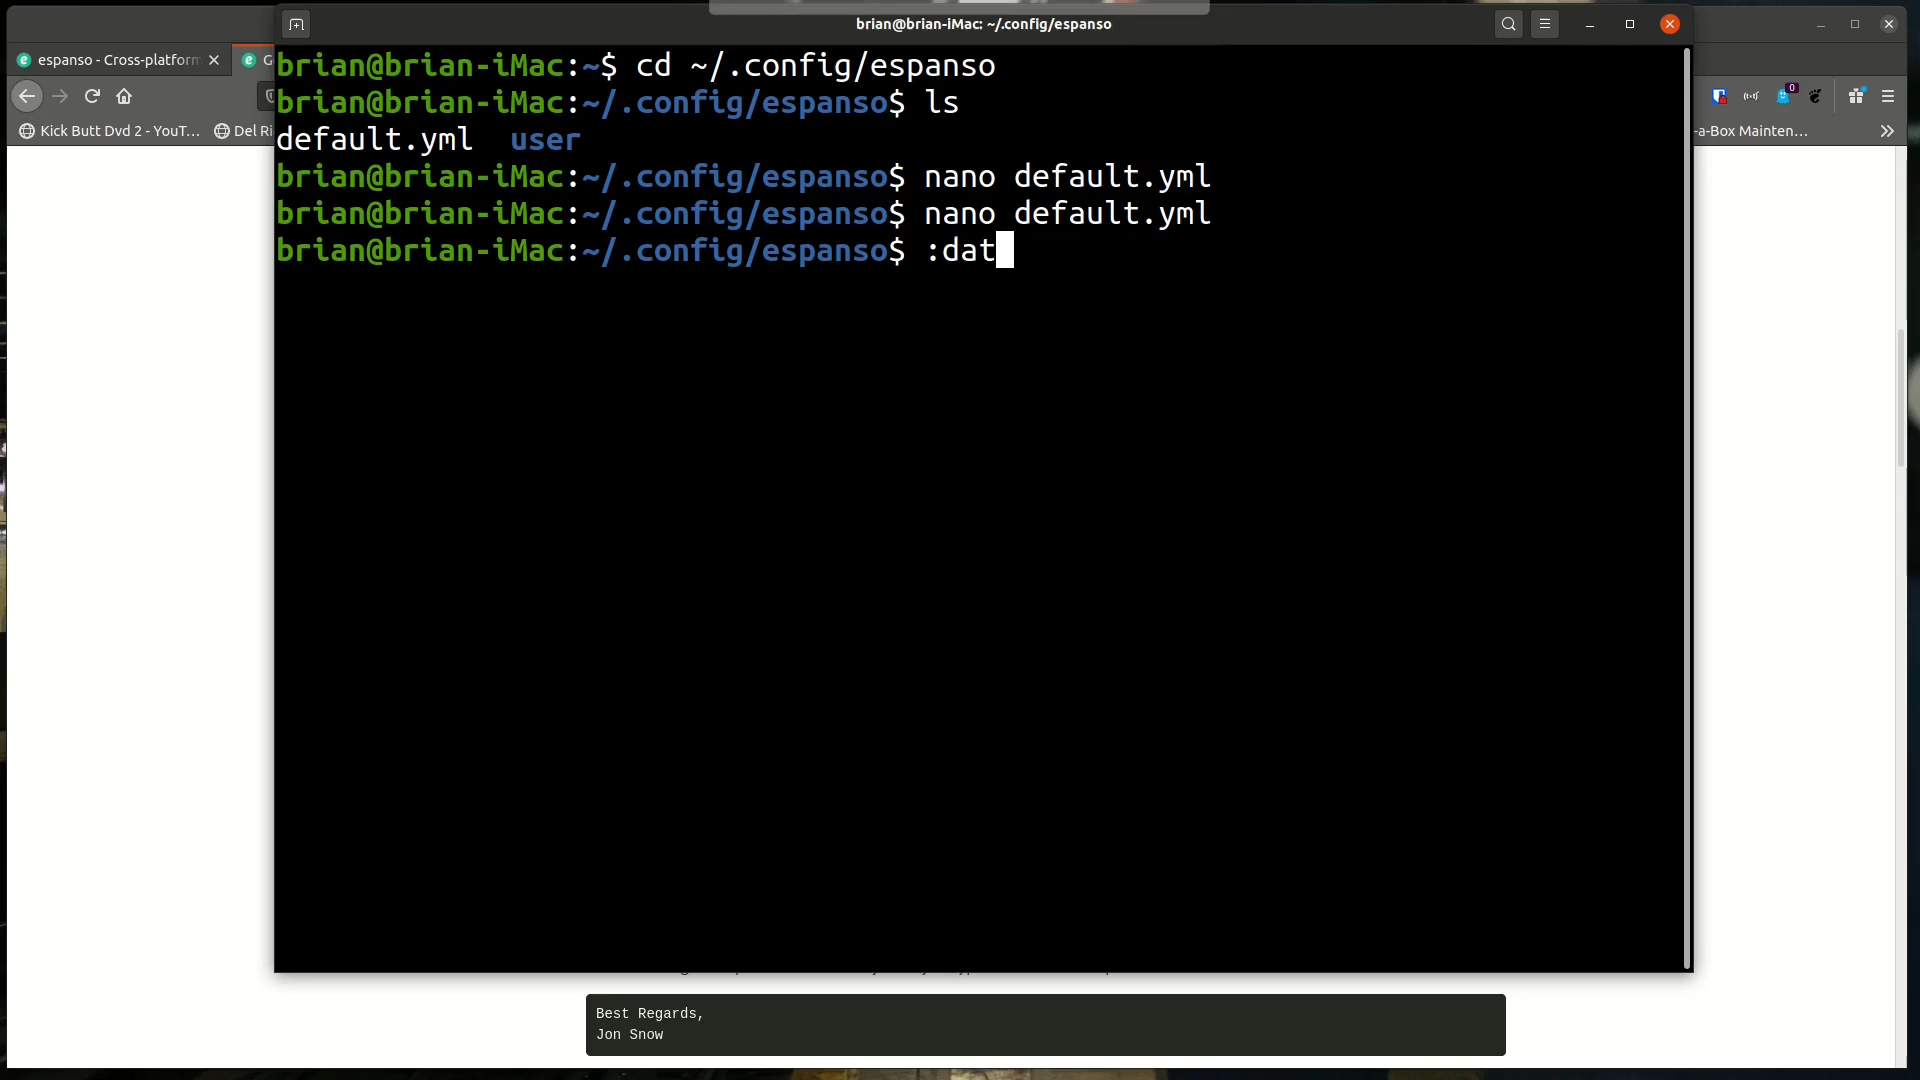 brian@brian-iMac: ~/.config/espanso
espanso - Cross-platform
G
brian@brian-iMac:~$ cd ~/.config/espanso
brian@brian-iMac:~/.config/espanso$ ls
default.yml  user
brian@brian-iMac:~/.config/espanso$ nano default.yml
brian@brian-iMac:~/.config/espanso$ nano default.yml
brian@brian-iMac:~/.config/espanso$ :dat
0
Kick Butt Dvd 2 - YouT...
Del Ri
-a-Box Mainten...
Best Regards,
Jon Snow